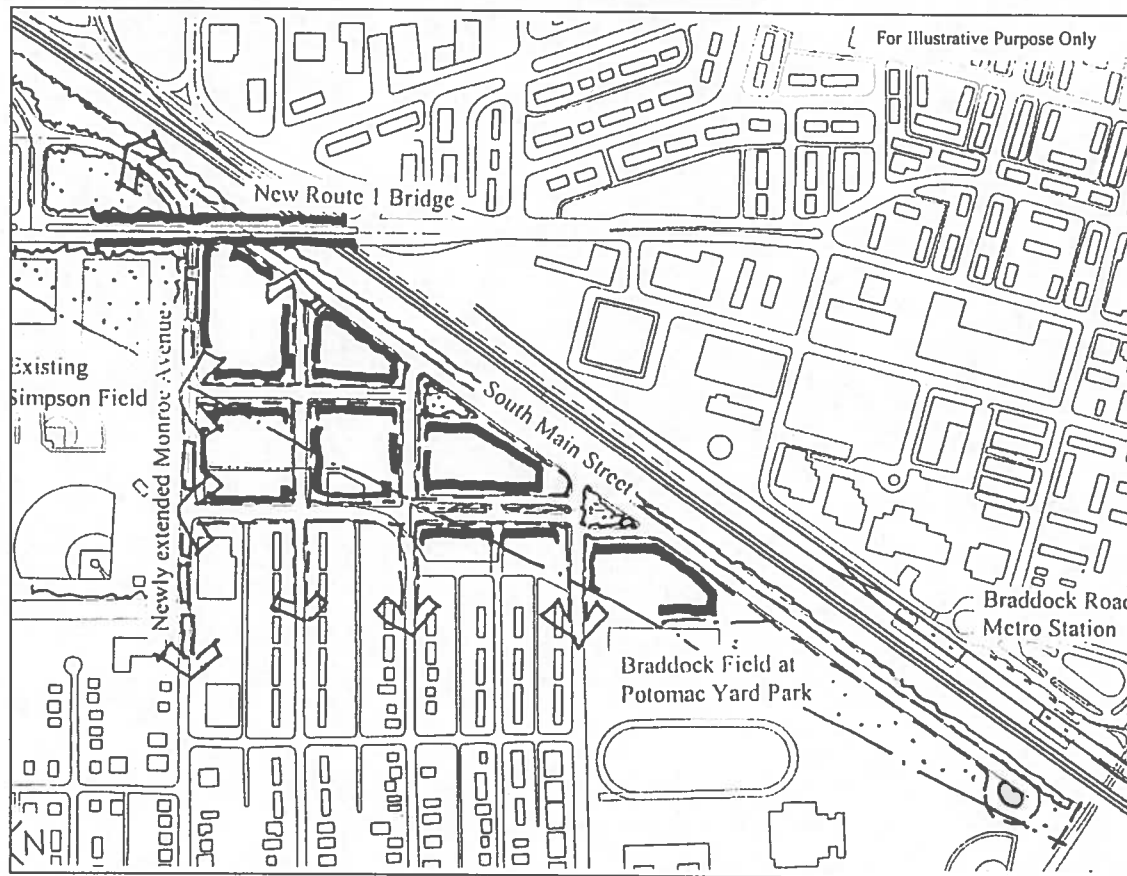 For Illustrative Purpose Only
New Route 1 Bridge
Newly extended Monroe Avenue
Existing
Simpson Field
South Main Street
Braddock Road
Metro Station
Braddock Field at
Potomac Yard Park
N